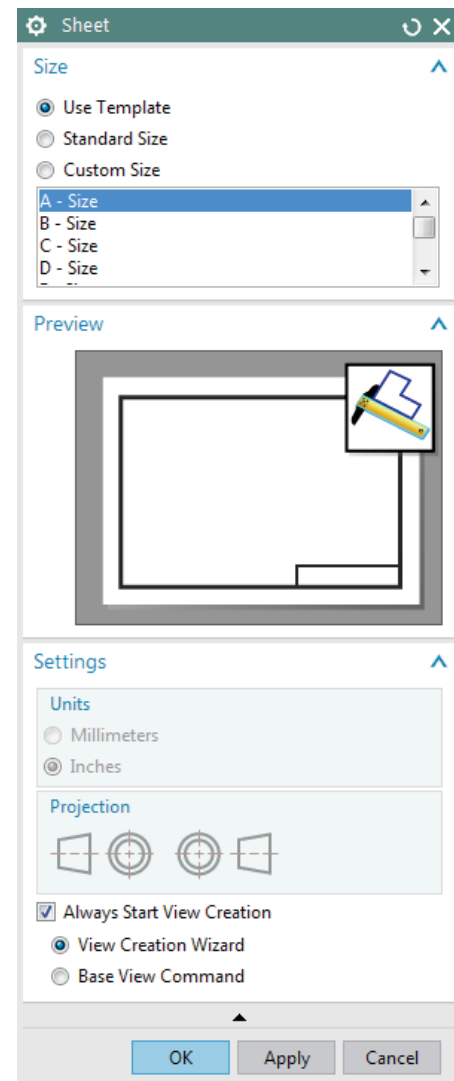 Sheet
Size
Use Template
Standard Size
Custom Size
A - Size
B - Size
C - Size
D - Size
Preview
Settings
Units
Millimeters
Inches
Projection
Always Start View Creation
View Creation Wizard
Base View Command
OK Apply Cancel